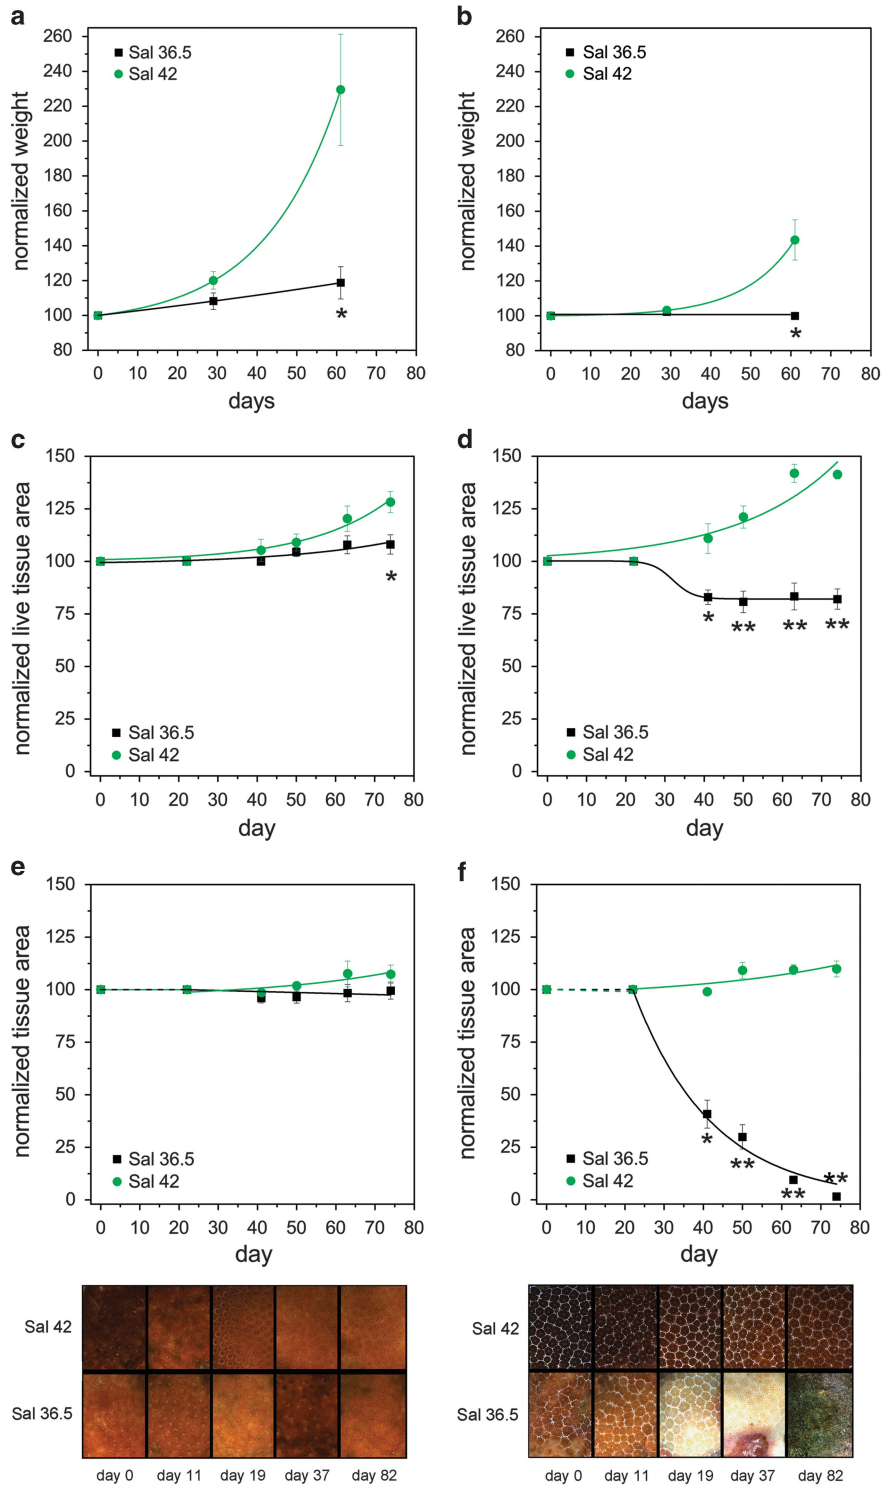 a
260
240
220
200
180
160
140
120
100
80
normalized weight
Sal 36.5
Sal 42
*
0 10 20 30 40 50 60 70 80
days
b
260
240
220
200
180
160
140
120
100
80
normalized weight
Sal 36.5
Sal 42
*
0 10 20 30 40 50 60 70 80
days
c
150
125
100
75
50
25
0
normalized live tissue area
*
Sal 36.5
Sal 42
0 10 20 30 40 50 60 70 80
day
d
150
125
100
75
50
25
0
normalized live tissue area
* ** ** **
Sal 36.5
Sal 42
0 10 20 30 40 50 60 70 80
day
e
150
125
100
75
50
25
0
normalized tissue area
Sal 36.5
Sal 42
0 10 20 30 40 50 60 70 80
day
f
150
125
100
75
50
25
0
normalized tissue area
* ** ** **
Sal 36.5
Sal 42
0 10 20 30 40 50 60 70 80
day
Sal 42
Sal 36.5
day 0 day 11 day 19 day 37 day 82
Sal 42
Sal 36.5
day 0 day 11 day 19 day 37 day 82